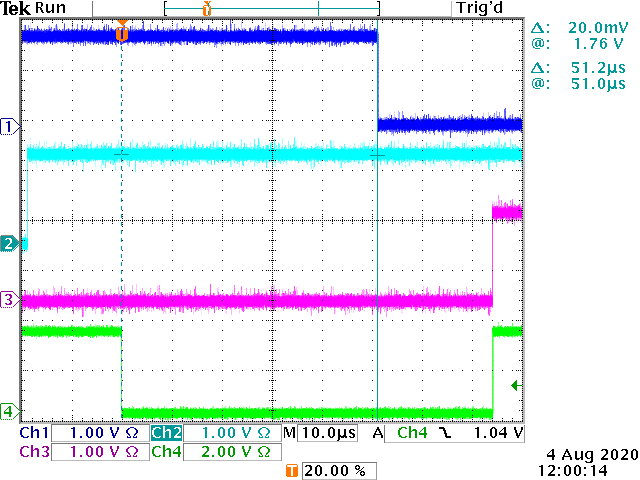 Tek Run Trig'd
T
Δ: 20.0mV
@: 1.76 V
Δ: 51.2µs
@: 51.0µs
T
1
2
3
4
Ch1 1.00 V Ω Ch2 1.00 V Ω M 10.0µs A Ch4 1.04 V
Ch3 1.00 V Ω Ch4 2.00 V Ω
T 20.00 %
4 Aug 2020
12:00:14